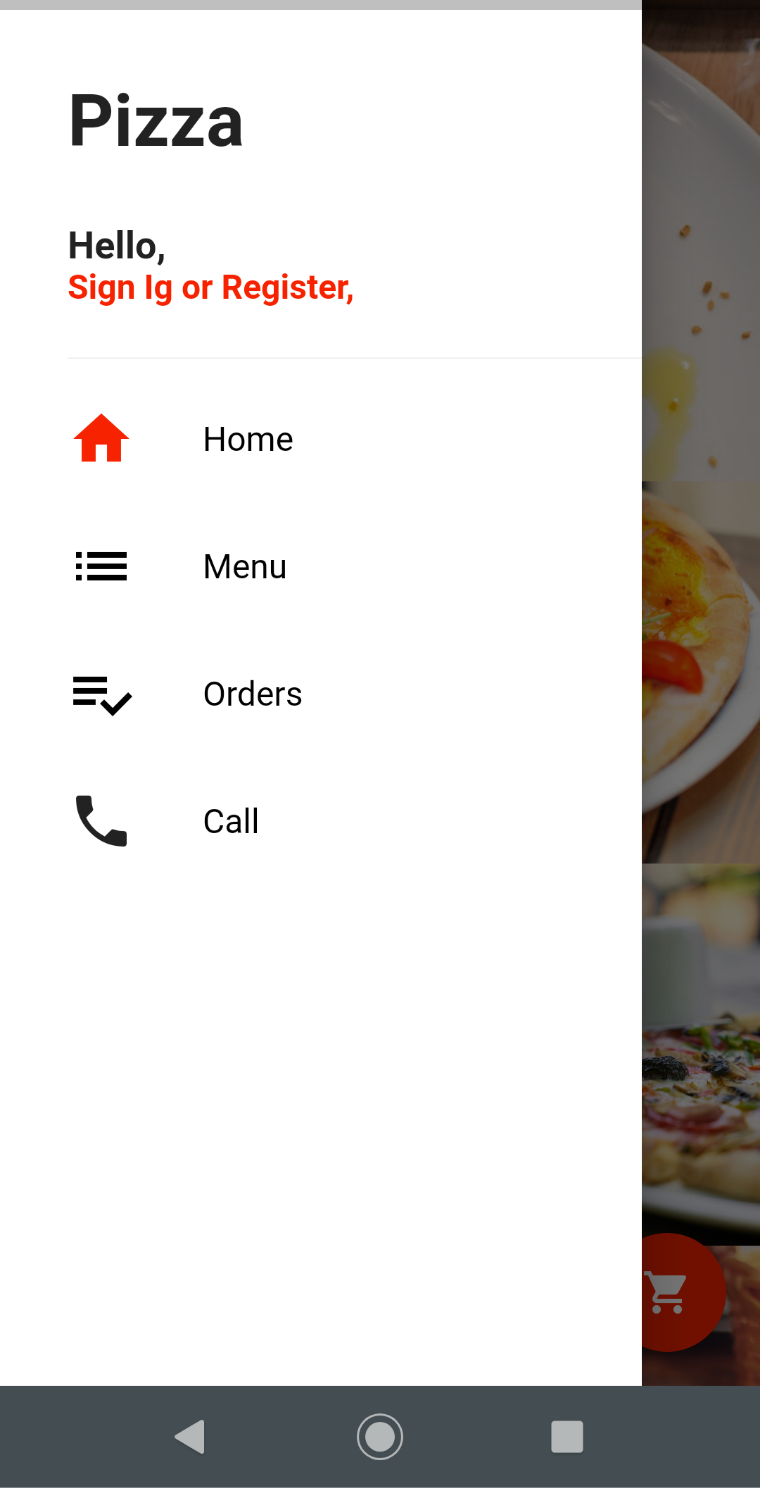 Pizza
Hello,
Sign Ig or Register,
Home
Menu
Orders
Call